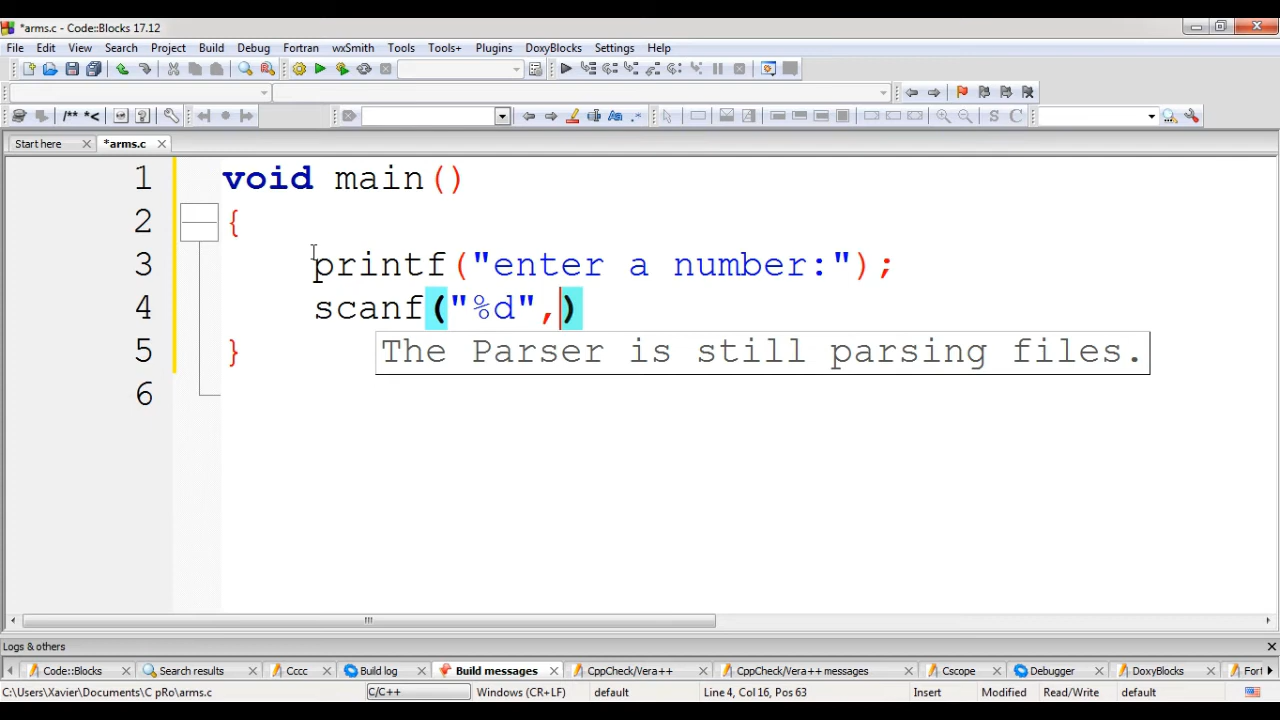 *arms.c - Code::Blocks 17.12
File Edit View Search Project Build Debug Fortran wxSmith Tools Tools+ Plugins DoxyBlocks Settings Help
/** *<
Start here *arms.c
1 void main()
2 {
3 printf("enter a number:");
4 scanf("%d",)
5 }
The Parser is still parsing files.
6
Logs & others
Code::Blocks Search results Cccc Build log Build messages CppCheck/Vera++ CppCheck/Vera++ messages Cscope Debugger DoxyBlocks Fort
C:\Users\Xavier\Documents\C pRo\arms.c C/C++ Windows (CR+LF) default Line 4, Col 16, Pos 63 Insert Modified Read/Write default